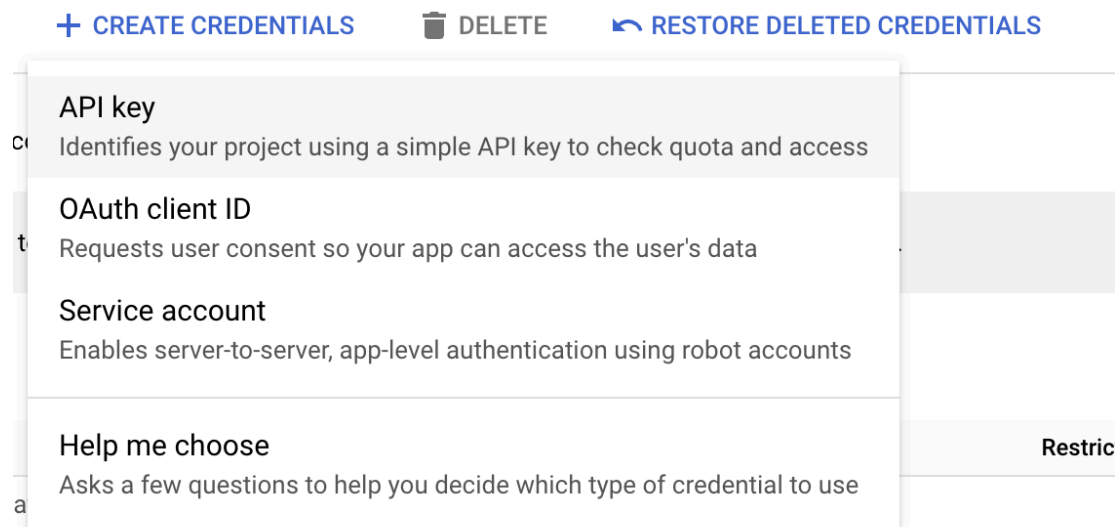 CREATE CREDENTIALS DELETE RESTORE DELETED CREDENTIALS
API key
Identifies your project using a simple API key to check quota and access
OAuth client ID
Requests user consent so your app can access the user's data
Service account
Enables server-to-server, app-level authentication using robot accounts
Help me choose
Restric
Asks a few questions to help you decide which type of credential to use